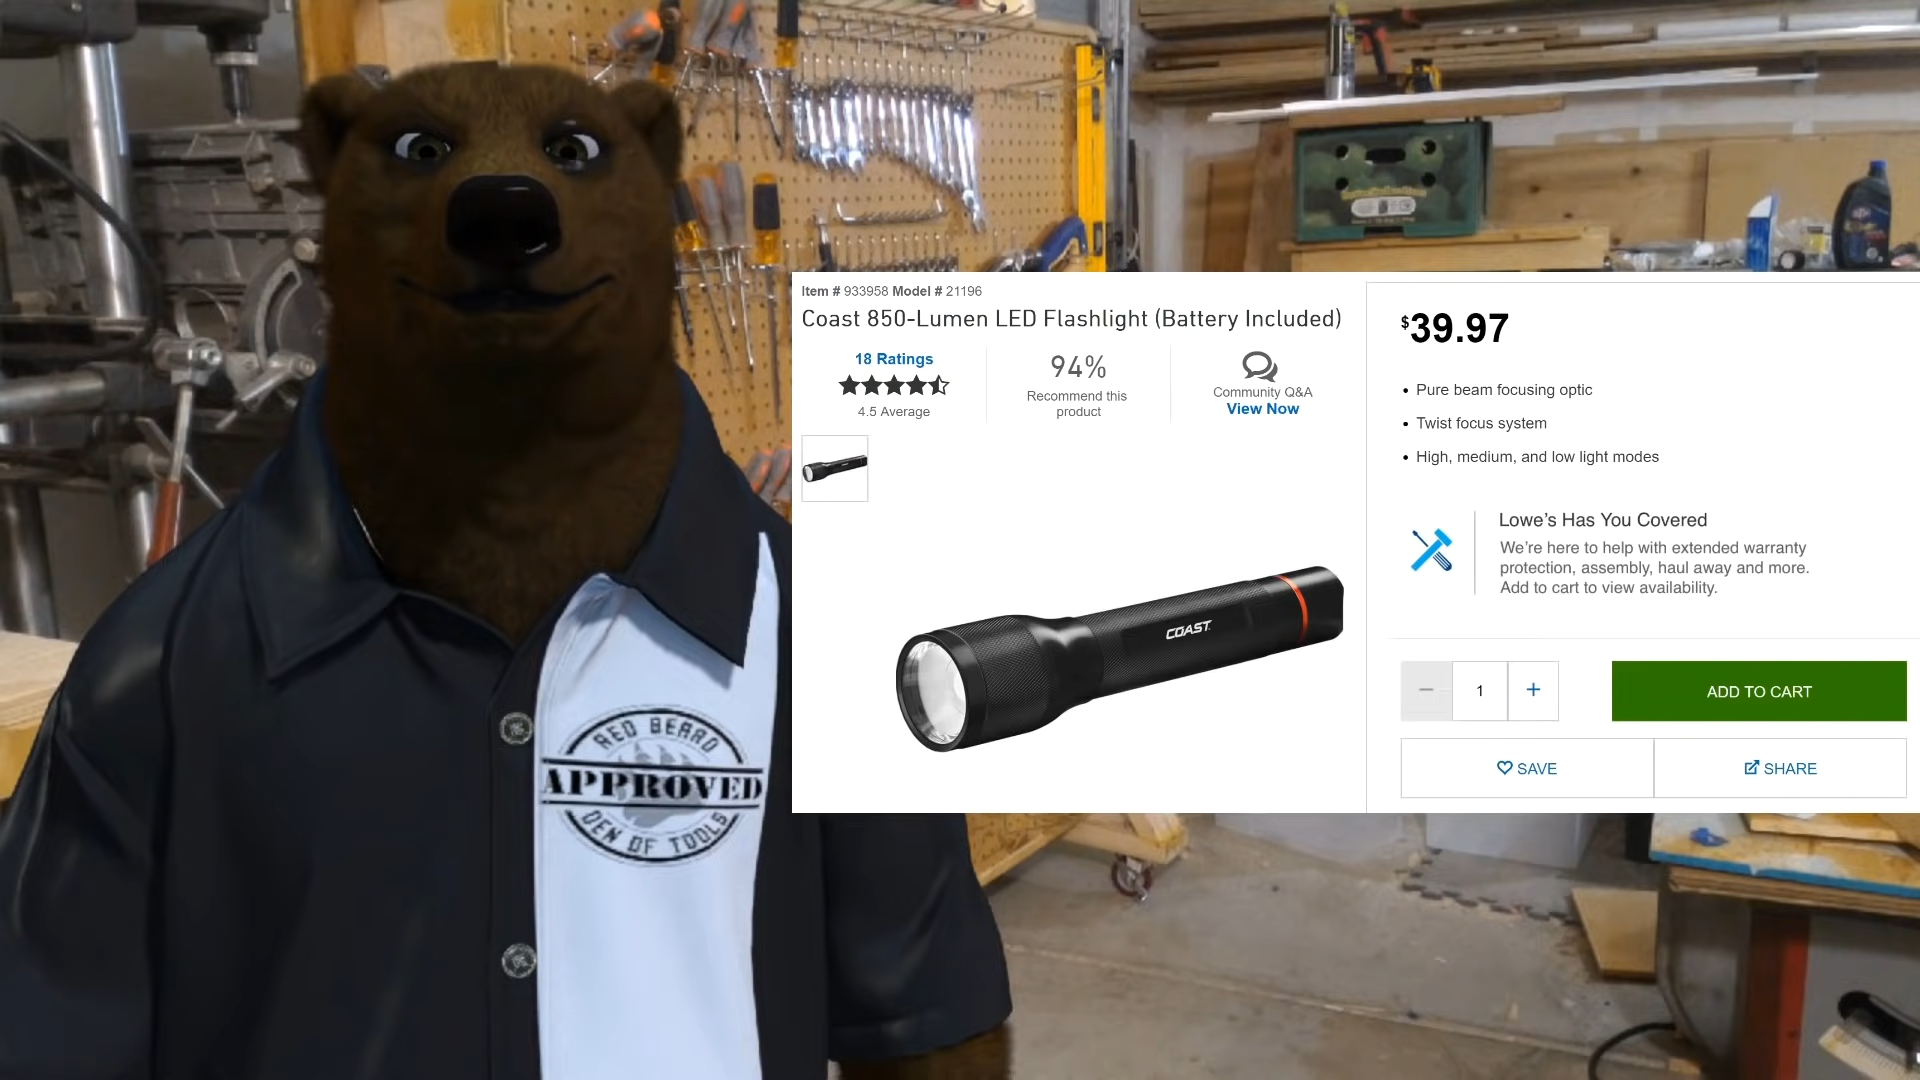 Item # 933958 Model # 21196
Coast 850-Lumen LED Flashlight (Battery Included)
18 Ratings
4.5 Average
94%
Recommend this
product
Community Q&A
View Now
COAST
$39.97
• Pure beam focusing optic
• Twist focus system
• High, medium, and low light modes
Lowe’s Has You Covered
We’re here to help with extended warranty
protection, assembly, haul away and more.
Add to cart to view availability.
− 1 +
ADD TO CART
SAVE
SHARE
RED BEARD
APPROVED
DEN OF TOOLS